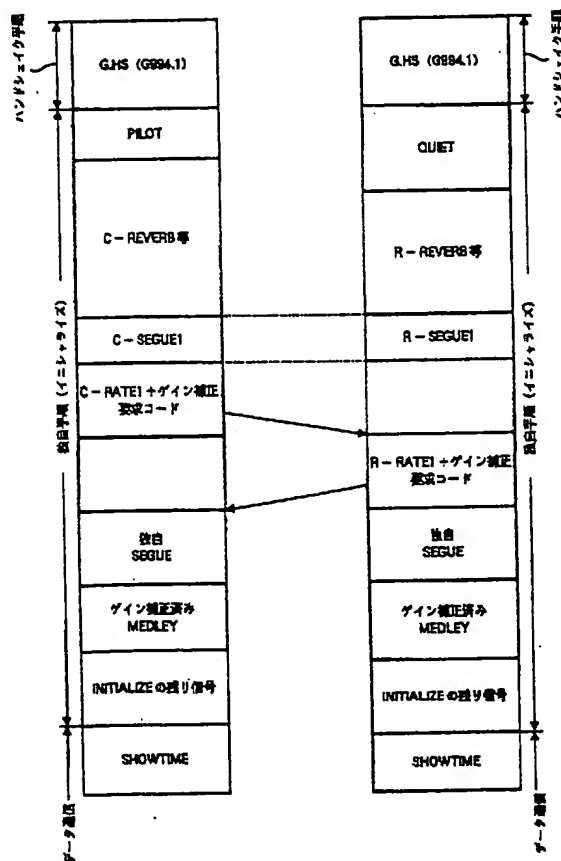 ハンドシェイク手順
独自手順 (イニシャライズ)
データ通信
G.HS (G994.1)
PILOT
C－REVERB等
C－SEGUE1
C－RATE1＋ゲイン補正
要求コード
独自
SEGUE
ゲイン補正済み
MEDLEY
INITIALIZEの残り信号
SHOWTIME
G.HS (G994.1)
QUIET
R－REVERB等
R－SEGUE1
R－RATE1＋ゲイン補正
要求コード
独自
SEGUE
ゲイン補正済み
MEDLEY
INITIALIZEの残り信号
SHOWTIME
ハンドシェイク手順
独自手順 (イニシャライズ)
データ通信